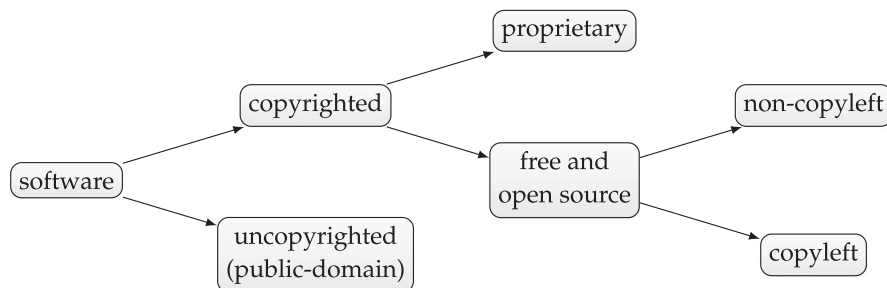 software
copyrighted
uncopyrighted
(public-domain)
proprietary
free and
open source
non-copyleft
copyleft